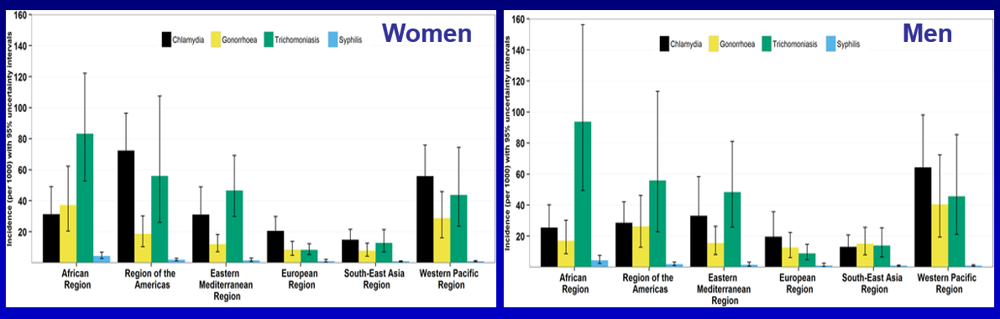 Women
Incidence (per 1000) with 95% uncertainty intervals
160
140
120
100
80
60
40
20
Chlamydia Gonorrhoea Trichomoniasis Syphilis
African Region of the Eastern European South-East Asia Western Pacific
Region Americas Mediterranean Region Region Region
Region
Men
Incidence (per 1000) with 95% uncertainty intervals
160
140
120
100
80
60
40
20
Chlamydia Gonorrhoea Trichomoniasis Syphilis
African Region of the Eastern European South-East Asia Western Pacific
Region Americas Mediterranean Region Region Region
Region